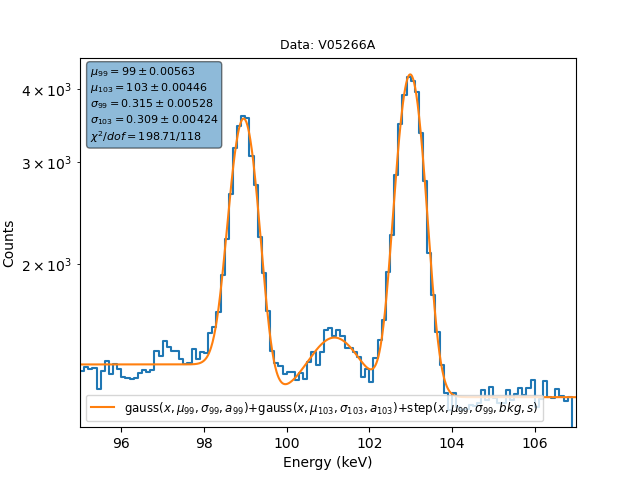 Data: V05266A
μ₉₉ = 99 ± 0.00563
μ₁₀₃ = 103 ± 0.00446
σ₉₉ = 0.315 ± 0.00528
σ₁₀₃ = 0.309 ± 0.00424
χ²/dof = 198.71/118
4 × 10³
3 × 10³
2 × 10³
Counts
gauss(x, μ₉₉, σ₉₉, a₉₉)+gauss(x, μ₁₀₃, σ₁₀₃, a₁₀₃)+step(x, μ₉₉, σ₉₉, bkg, s)
96 98 100 102 104 106
Energy (keV)